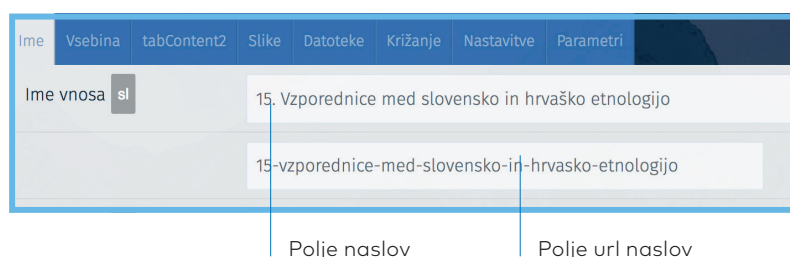 Ime Vsebina tabContent2 Slike Datoteke Križanje Nastavitve Parametri
Ime vnosa sl 15. Vzporednice med slovensko in hrvaško etnologijo
15-vzporednice-med-slovensko-in-hrvasko-etnologijo
Polje naslov Polje url naslov